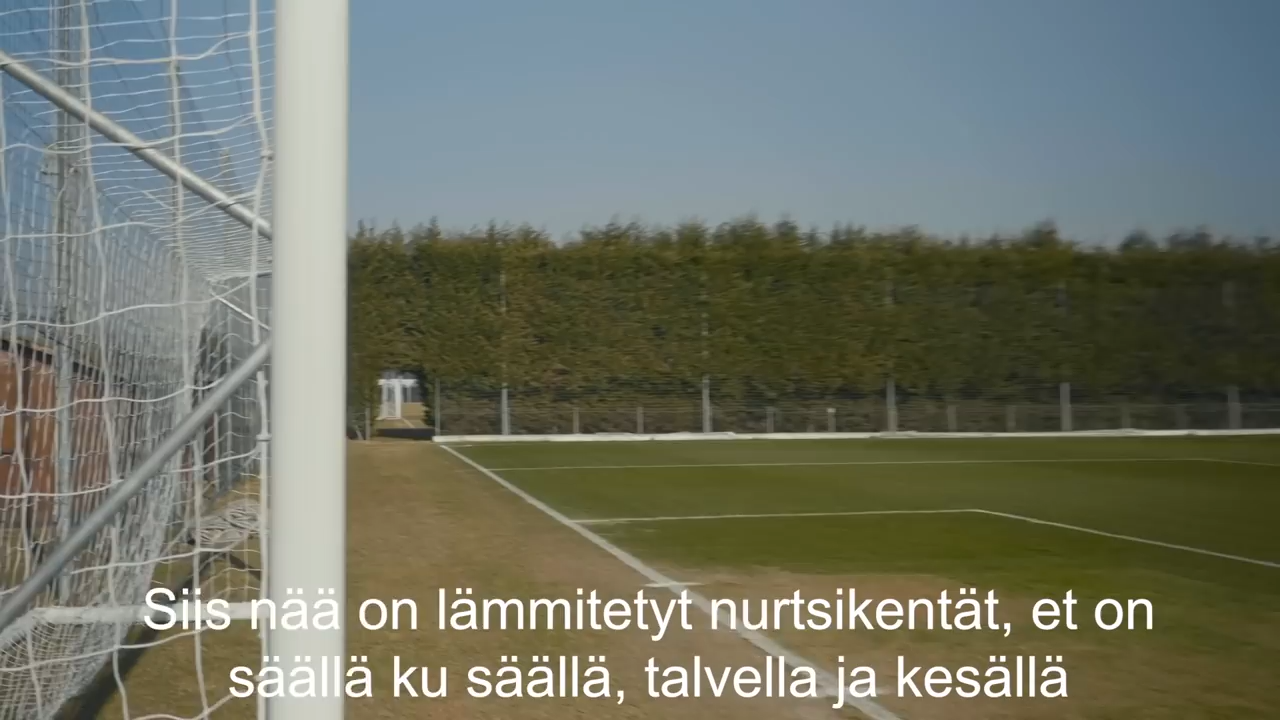 Siis nää on lämmitetyt nurtsikentät, et on
säällä ku säällä, talvella ja kesällä